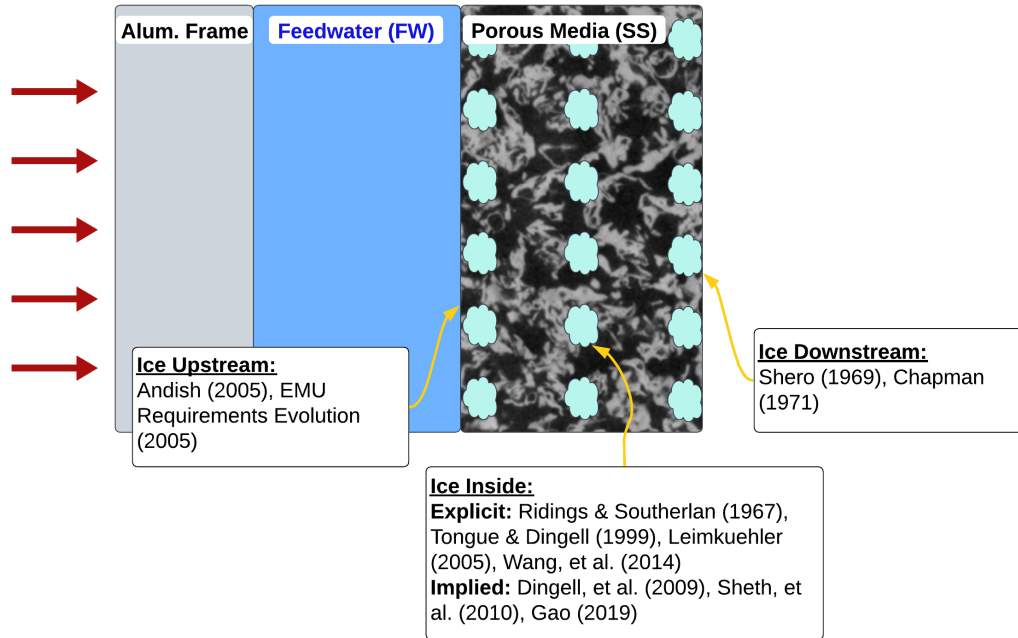 Alum. Frame
Feedwater (FW)
Porous Media (SS)
Ice Upstream:
Andish (2005), EMU
Requirements Evolution
(2005)
Ice Downstream:
Shero (1969), Chapman
(1971)
Ice Inside:
Explicit: Ridings & Southerlan (1967),
Tongue & Dingell (1999), Leimkuehler
(2005), Wang, et al. (2014)
Implied: Dingell, et al. (2009), Sheth, et
al. (2010), Gao (2019)